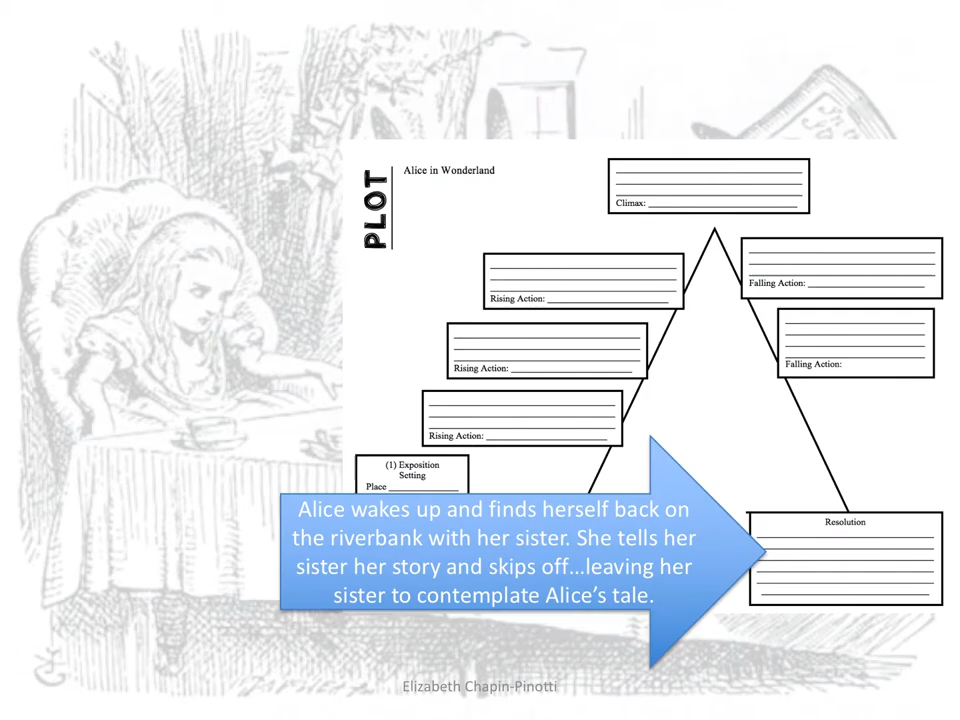 PLOT
Alice in Wonderland
Climax:
Rising Action:
Falling Action:
Rising Action:
Falling Action:
Rising Action:
(1) Exposition
Setting
Place
Alice wakes up and finds herself back on
the riverbank with her sister. She tells her
sister her story and skips off…leaving her
sister to contemplate Alice’s tale.
Resolution
Elizabeth Chapin-Pinotti